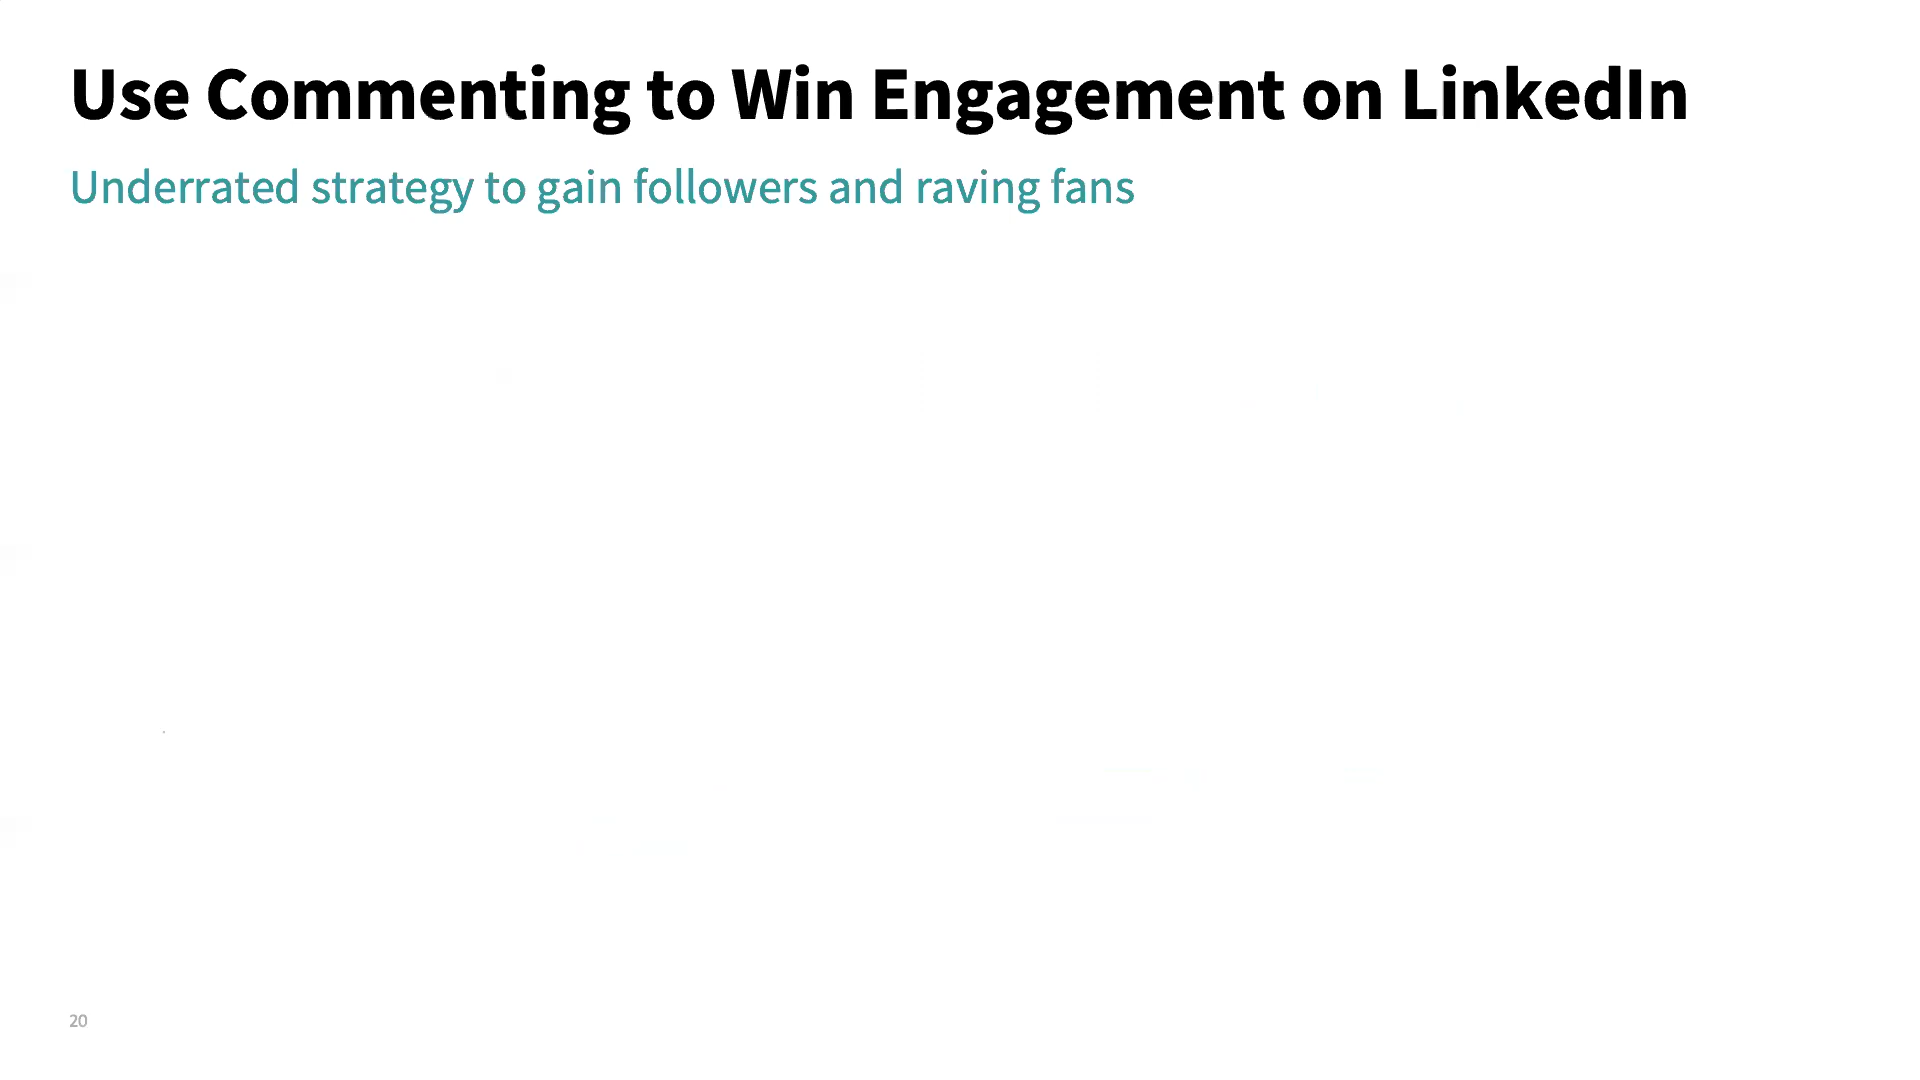 Use Commenting to Win Engagement on LinkedIn
Underrated strategy to gain followers and raving fans
20